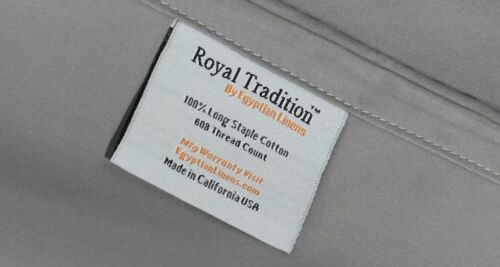 Royal Tradition™
By Egyptian Linens
100% Long Staple Cotton
608 Thread Count
Mfg Warranty Visit
EgyptianLinens.com
Made in California USA